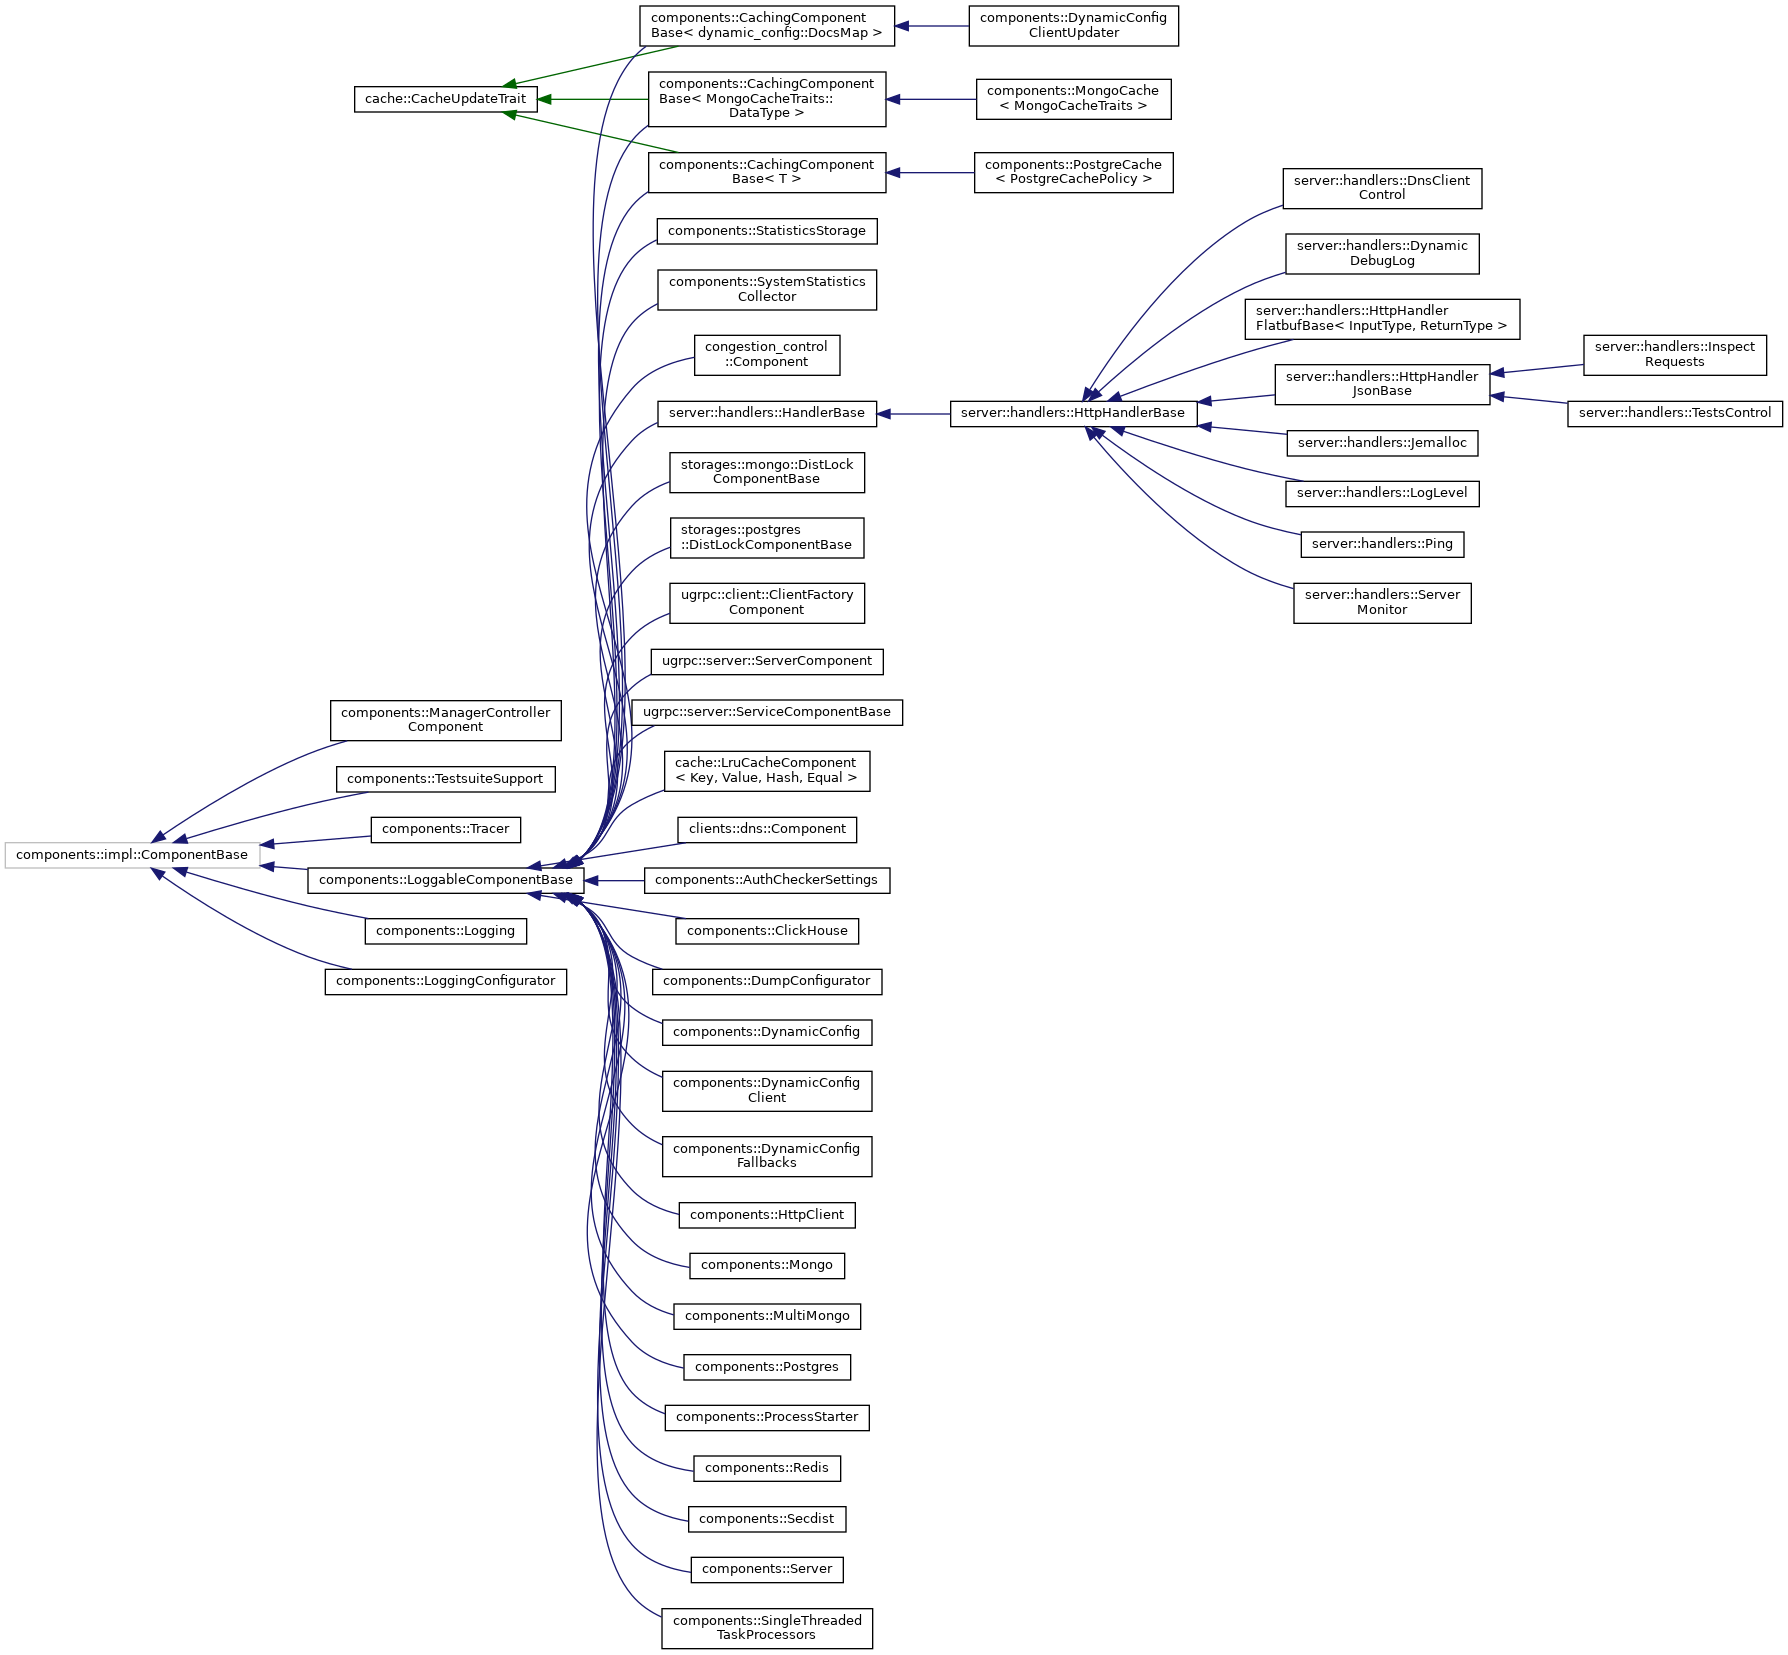 components::CachingComponent
Base< dynamic_config::DocsMap >
components::DynamicConfig
ClientUpdater
cache::CacheUpdateTrait
components::CachingComponent
Base< MongoCacheTraits::
DataType >
components::MongoCache
< MongoCacheTraits >
components::CachingComponent
Base< T >
components::PostgreCache
< PostgreCachePolicy >
components::StatisticsStorage
components::SystemStatistics
Collector
congestion_control
::Component
server::handlers::HandlerBase
server::handlers::HttpHandlerBase
server::handlers::DnsClient
Control
server::handlers::Dynamic
DebugLog
server::handlers::HttpHandler
FlatbufBase< InputType, ReturnType >
server::handlers::HttpHandler
JsonBase
server::handlers::Inspect
Requests
server::handlers::TestsControl
server::handlers::Jemalloc
server::handlers::LogLevel
server::handlers::Ping
server::handlers::Server
Monitor
storages::mongo::DistLock
ComponentBase
storages::postgres
::DistLockComponentBase
ugrpc::client::ClientFactory
Component
ugrpc::server::ServerComponent
ugrpc::server::ServiceComponentBase
cache::LruCacheComponent
< Key, Value, Hash, Equal >
clients::dns::Component
components::ManagerController
Component
components::TestsuiteSupport
components::Tracer
components::impl::ComponentBase
components::LoggableComponentBase
components::Logging
components::LoggingConfigurator
components::AuthCheckerSettings
components::ClickHouse
components::DumpConfigurator
components::DynamicConfig
components::DynamicConfig
Client
components::DynamicConfig
Fallbacks
components::HttpClient
components::Mongo
components::MultiMongo
components::Postgres
components::ProcessStarter
components::Redis
components::Secdist
components::Server
components::SingleThreaded
TaskProcessors